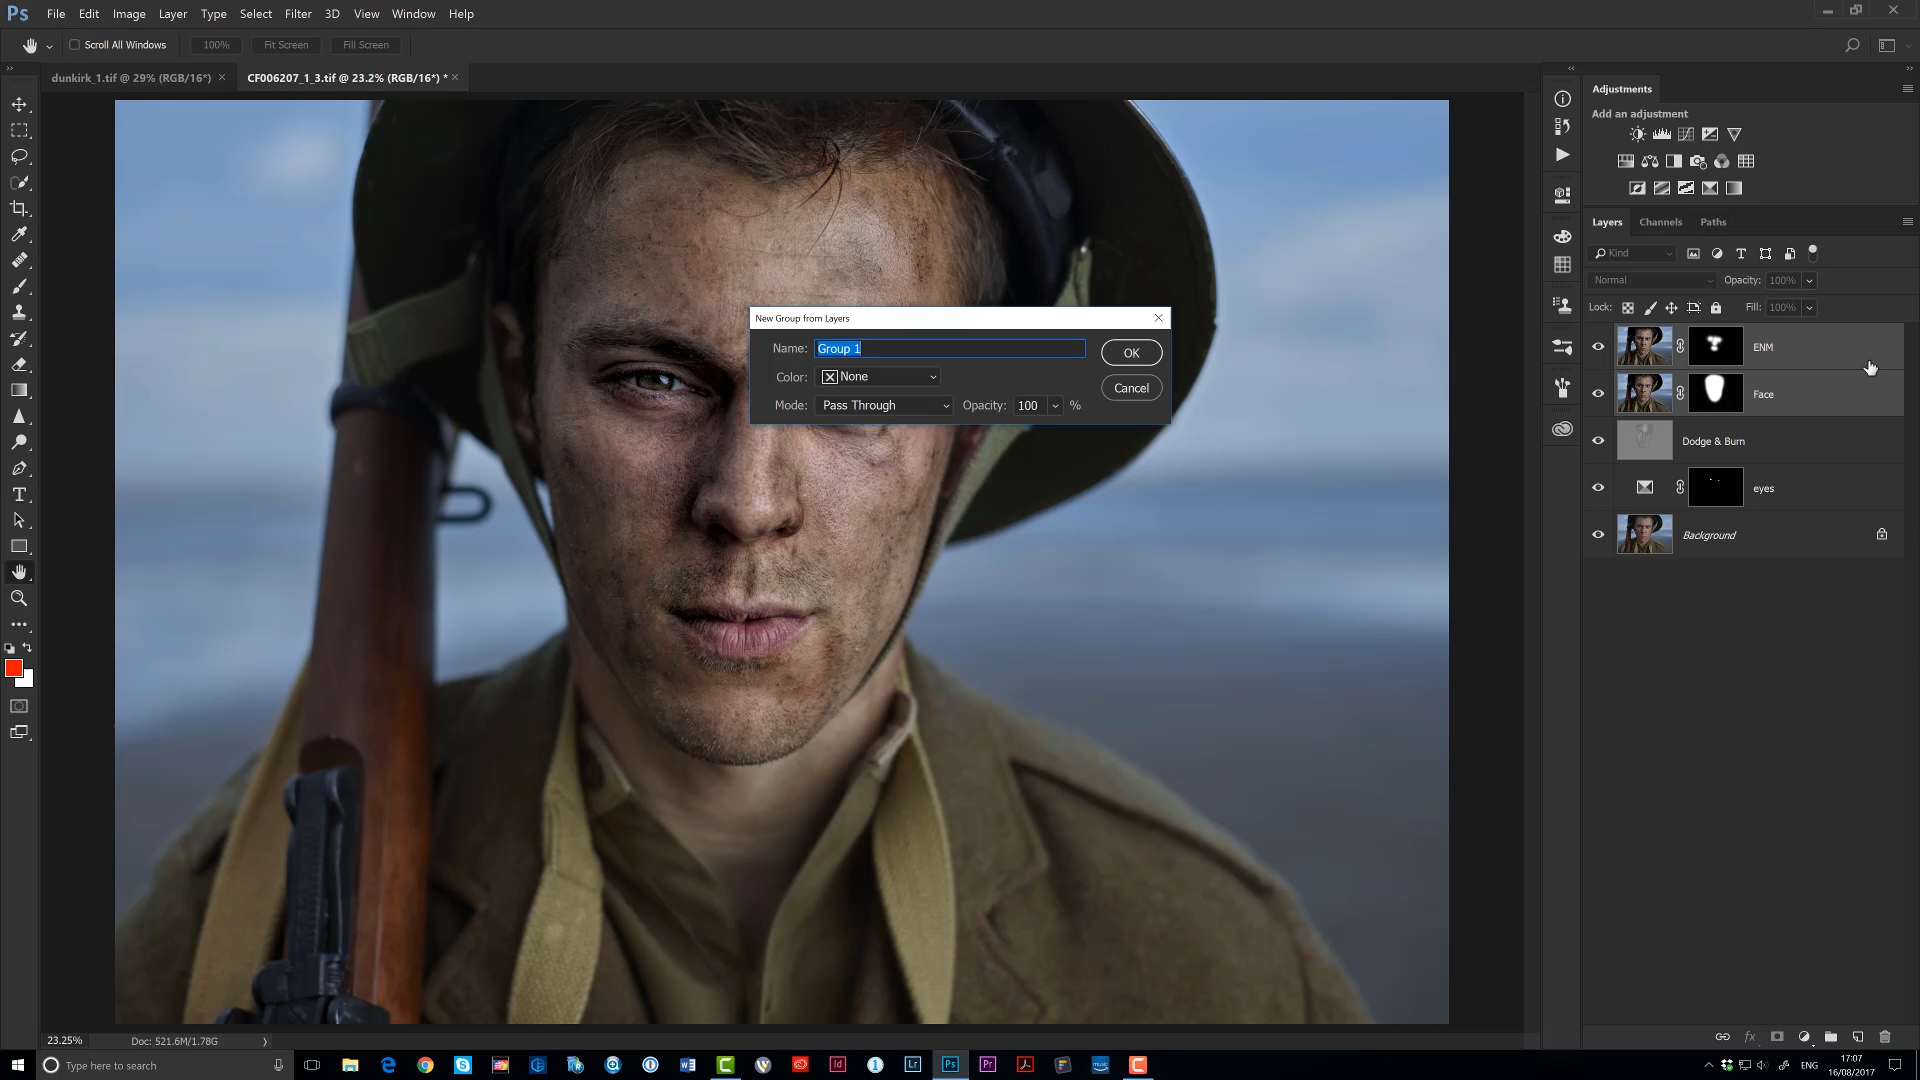 Ps File Edit Image Layer Type Select Filter 3D View Window Help
Scroll All Windows 100% Fit Screen Fill Screen
dunkirk_1.tif @ 29% (RGB/16*) × CF006207_1_3.tif @ 23.2% (RGB/16*) * ×
Adjustments
Add an adjustment
Layers Channels Paths
Kind
Normal Opacity: 100%
Lock: Fill: 100%
ENM
Face
Dodge & Burn
eyes
Background
New Group from Layers
Name: Group 1
OK
Color: None
Cancel
Mode: Pass Through Opacity: 100 %
23.25% Doc: 521.6M/1.78G
Type here to search
Id
Lr
Ps
Pr
ENG
17:07
16/08/2017